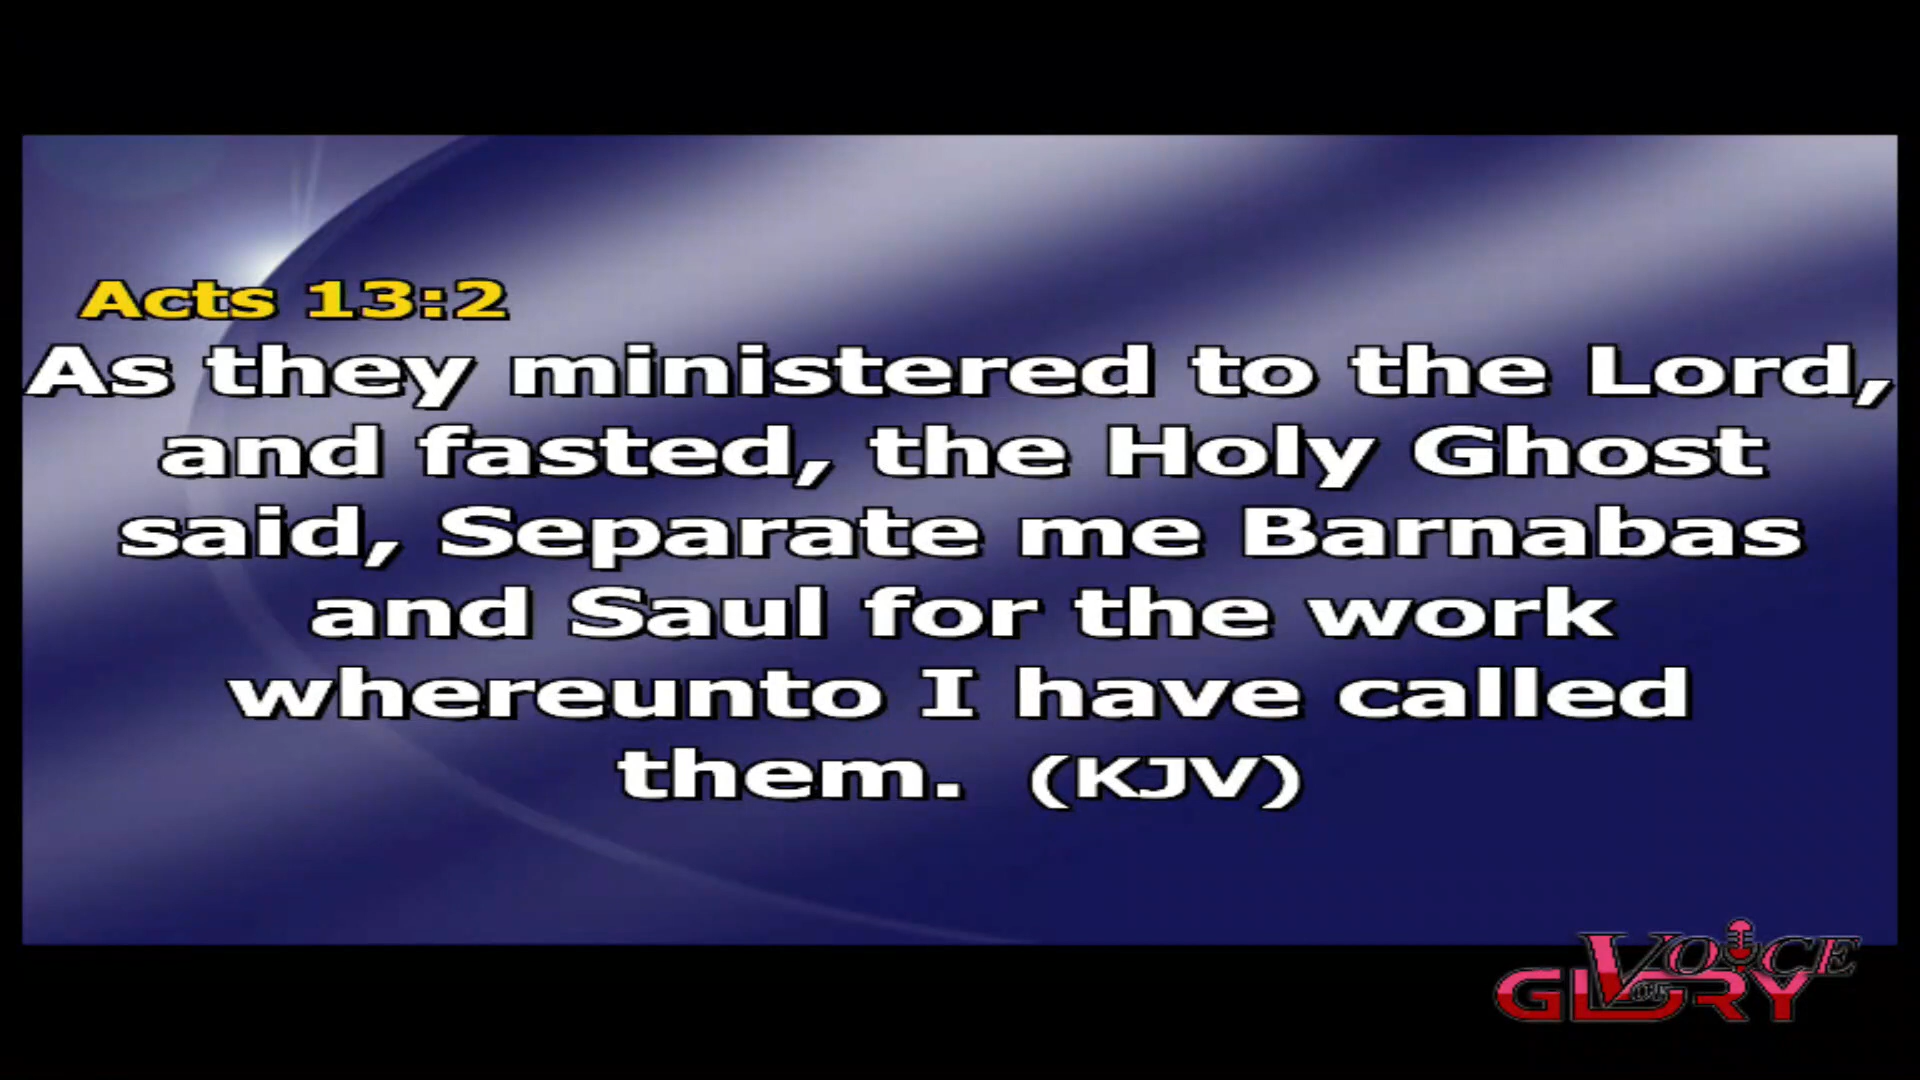 Acts 13:2
As they ministered to the Lord,
and fasted, the Holy Ghost
said, Separate me Barnabas
and Saul for the work
whereunto I have called
them. (KJV)
VOICE
OF
GLORY